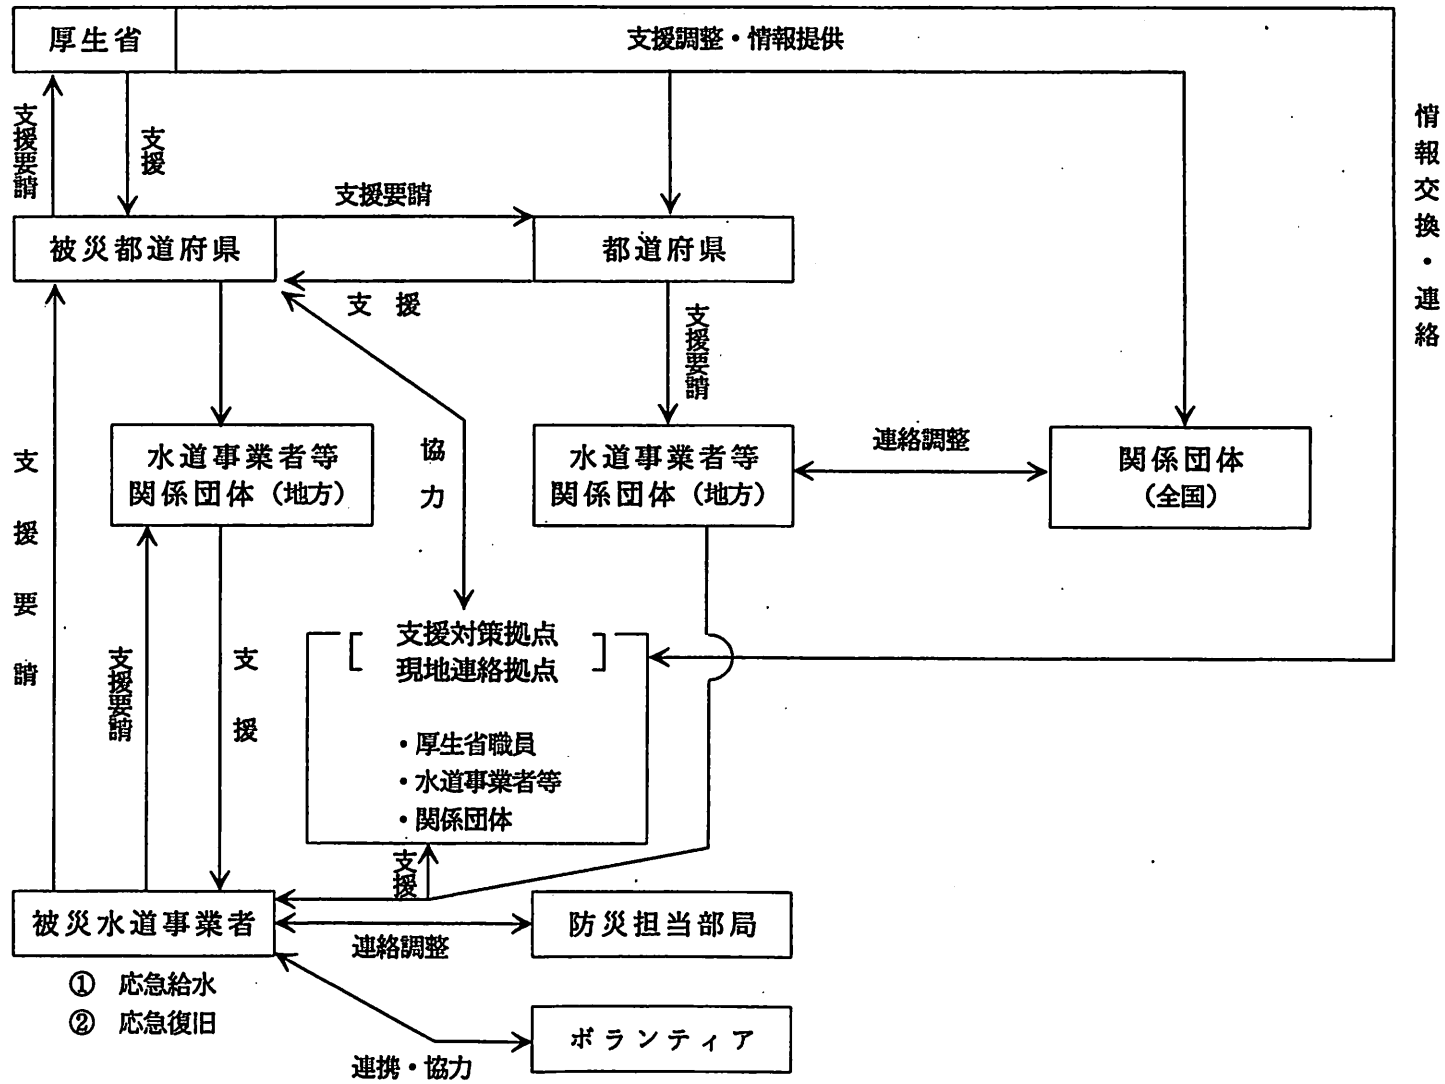 厚生省
支援調整・情報提供
支援要請
支援
情報交換・連絡
支援要請
被災都道府県
都道府県
支援
支援要請
水道事業者等
関係団体（地方）
協力
水道事業者等
関係団体（地方）
連絡調整
関係団体
（全国）
支援要請
支援要請
支援
支援対策拠点
現地連絡拠点
・厚生省職員
・水道事業者等
・関係団体
支援
被災水道事業者
防災担当部局
連絡調整
① 応急給水
② 応急復旧
ボランティア
連携・協力